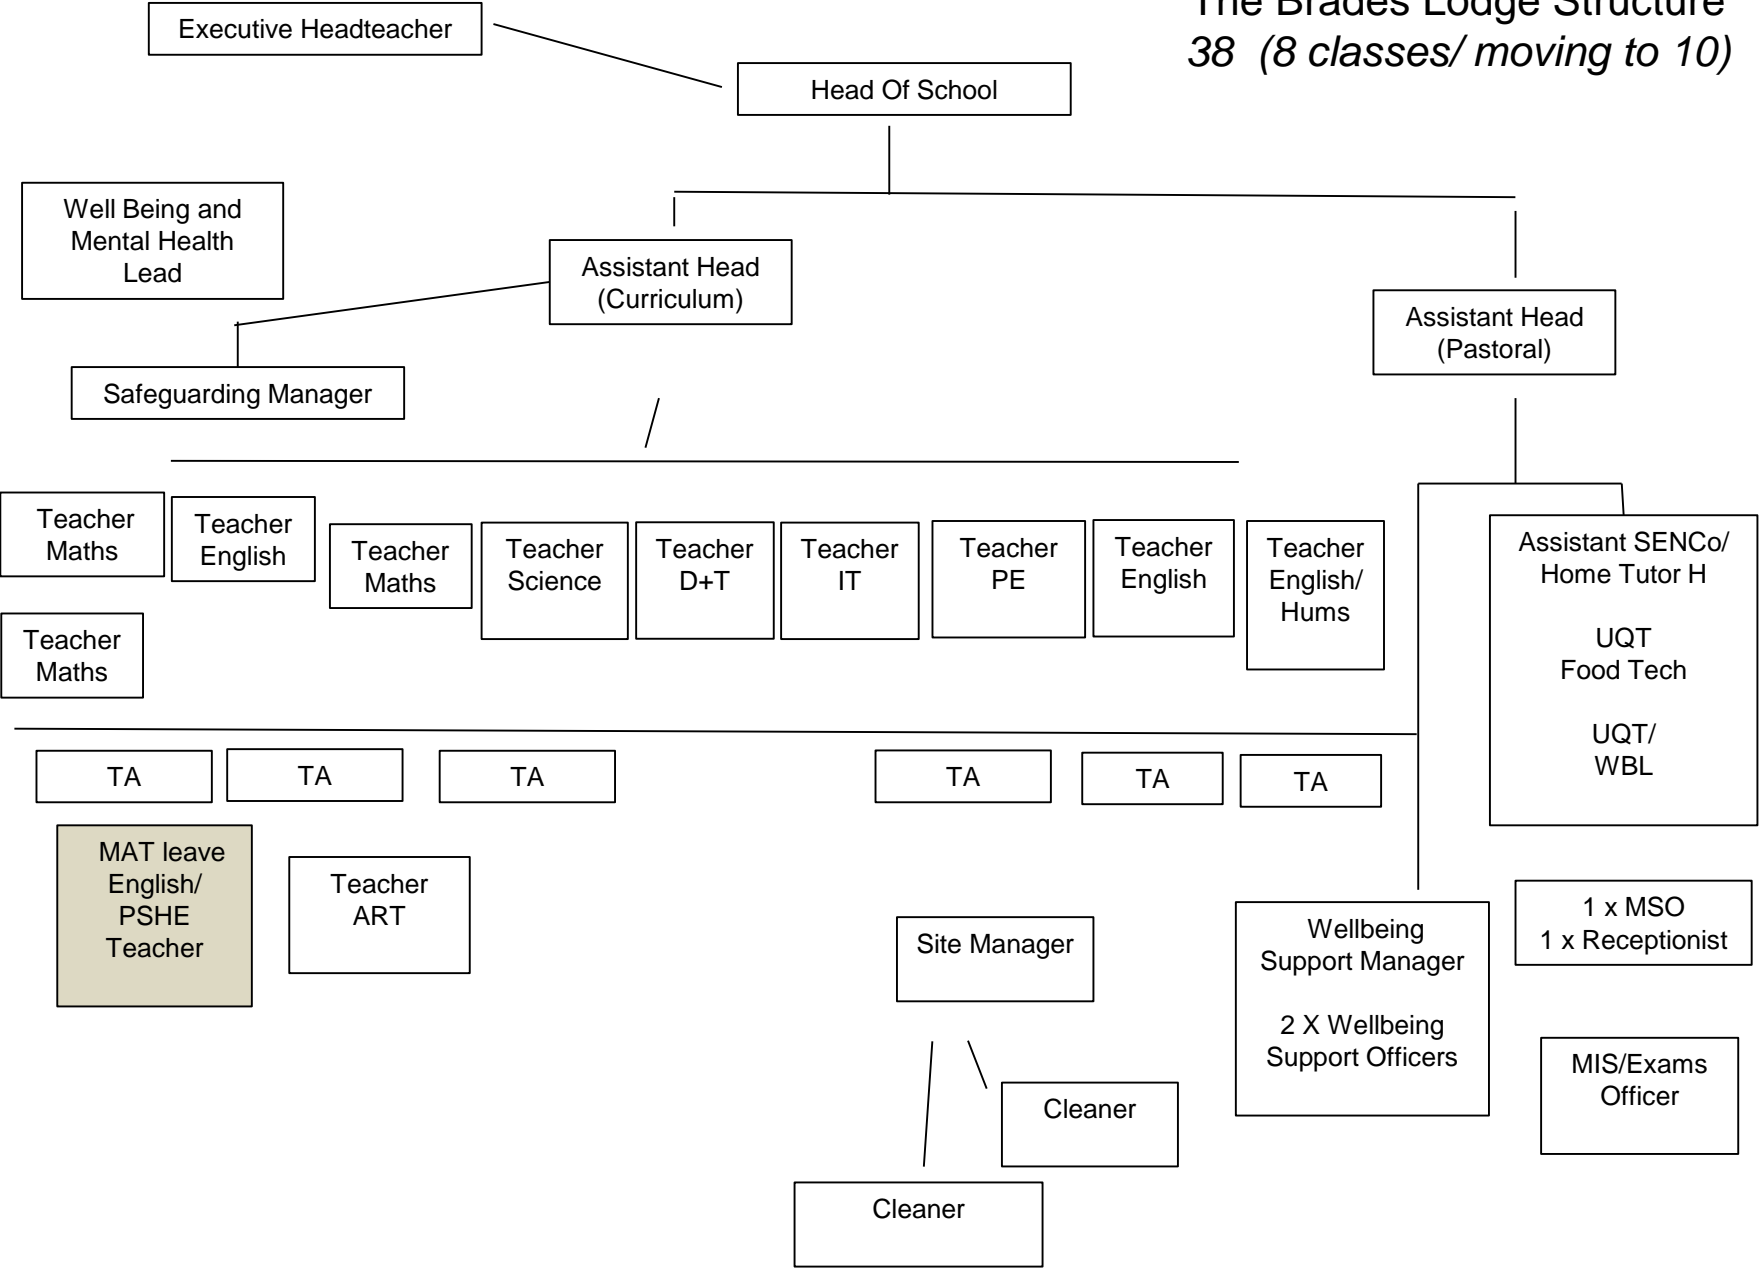 The Brades Lodge Structure
38 (8 classes/ moving to 10)
Executive Headteacher
Head Of School
Well Being and
Mental Health
Lead
Assistant Head
(Curriculum)
Assistant Head
(Pastoral)
Safeguarding Manager
Teacher
Maths
Teacher
English
Teacher
Maths
Teacher
Science
Teacher
D+T
Teacher
IT
Teacher
PE
Teacher
English
Teacher
English/
Hums
Assistant SENCo/
Home Tutor H
UQT
Food Tech
UQT/
WBL
Teacher
Maths
TA
TA
TA
TA
TA
TA
MAT leave
English/
PSHE
Teacher
Teacher
ART
Site Manager
Wellbeing
Support Manager
2 X Wellbeing
Support Officers
1 x MSO
1 x Receptionist
MIS/Exams
Officer
Cleaner
Cleaner